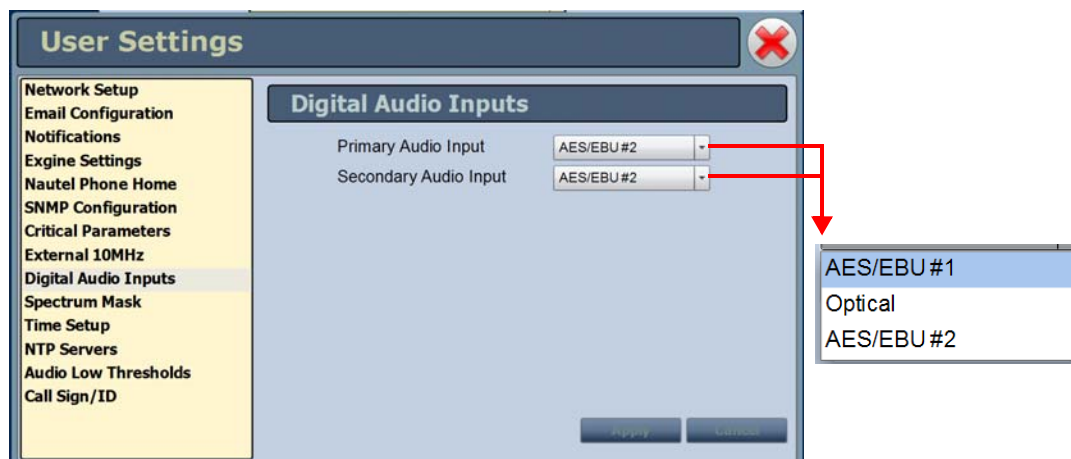 User Settings
Network Setup
Email Configuration
Notifications
Exgine Settings
Nautel Phone Home
SNMP Configuration
Critical Parameters
External 10MHz
Digital Audio Inputs
Spectrum Mask
Time Setup
NTP Servers
Audio Low Thresholds
Call Sign/ID
Digital Audio Inputs
Primary Audio Input AES/EBU #2
Secondary Audio Input AES/EBU #2
Apply Cancel
AES/EBU #1
Optical
AES/EBU #2